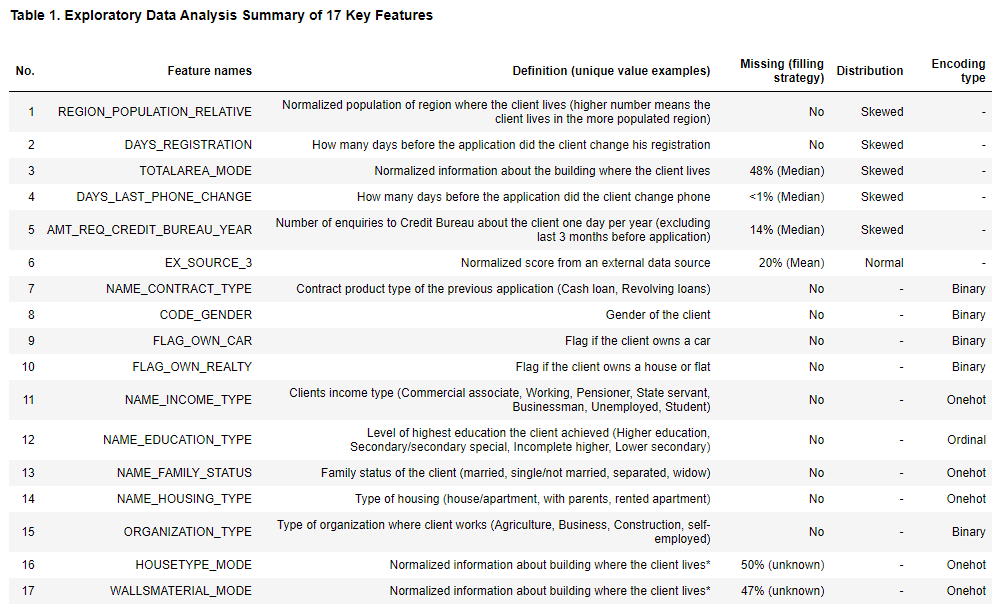 Table 1. Exploratory Data Analysis Summary of 17 Key Features
No. Feature names Definition (unique value examples) Missing (filling strategy) Distribution Encoding type
1 REGION_POPULATION_RELATIVE Normalized population of region where the client lives (higher number means the client lives in the more populated region) No Skewed -
2 DAYS_REGISTRATION How many days before the application did the client change his registration No Skewed -
3 TOTALAREA_MODE Normalized information about the building where the client lives 48% (Median) Skewed -
4 DAYS_LAST_PHONE_CHANGE How many days before the application did the client change phone <1% (Median) Skewed -
5 AMT_REQ_CREDIT_BUREAU_YEAR Number of enquiries to Credit Bureau about the client one day per year (excluding last 3 months before application) 14% (Median) Skewed -
6 EX_SOURCE_3 Normalized score from an external data source 20% (Mean) Normal -
7 NAME_CONTRACT_TYPE Contract product type of the previous application (Cash loan, Revolving loans) No - Binary
8 CODE_GENDER Gender of the client No - Binary
9 FLAG_OWN_CAR Flag if the client owns a car No - Binary
10 FLAG_OWN_REALTY Flag if the client owns a house or flat No - Binary
11 NAME_INCOME_TYPE Clients income type (Commercial associate, Working, Pensioner, State servant, Businessman, Unemployed, Student) No - Onehot
12 NAME_EDUCATION_TYPE Level of highest education the client achieved (Higher education, Secondary/secondary special, Incomplete higher, Lower secondary) No - Ordinal
13 NAME_FAMILY_STATUS Family status of the client (married, single/not married, separated, widow) No - Onehot
14 NAME_HOUSING_TYPE Type of housing (house/apartment, with parents, rented apartment) No - Onehot
15 ORGANIZATION_TYPE Type of organization where client works (Agriculture, Business, Construction, self-employed) No - Binary
16 HOUSETYPE_MODE Normalized information about building where the client lives* 50% (unknown) - Onehot
17 WALLSMATERIAL_MODE Normalized information about building where the client lives* 47% (unknown) - Onehot